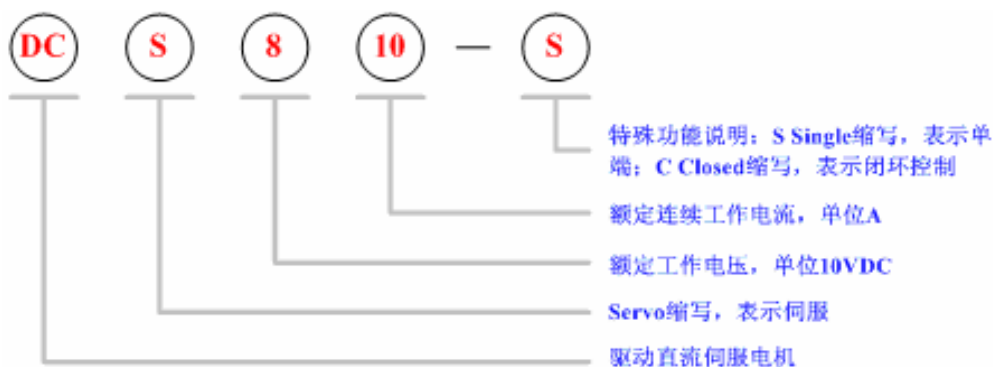 DC S 8 10 — S
特殊功能说明：S Single缩写，表示单
端；C Closed缩写，表示闭环控制
额定连续工作电流，单位A
额定工作电压，单位10VDC
Servo缩写，表示伺服
驱动直流伺服电机